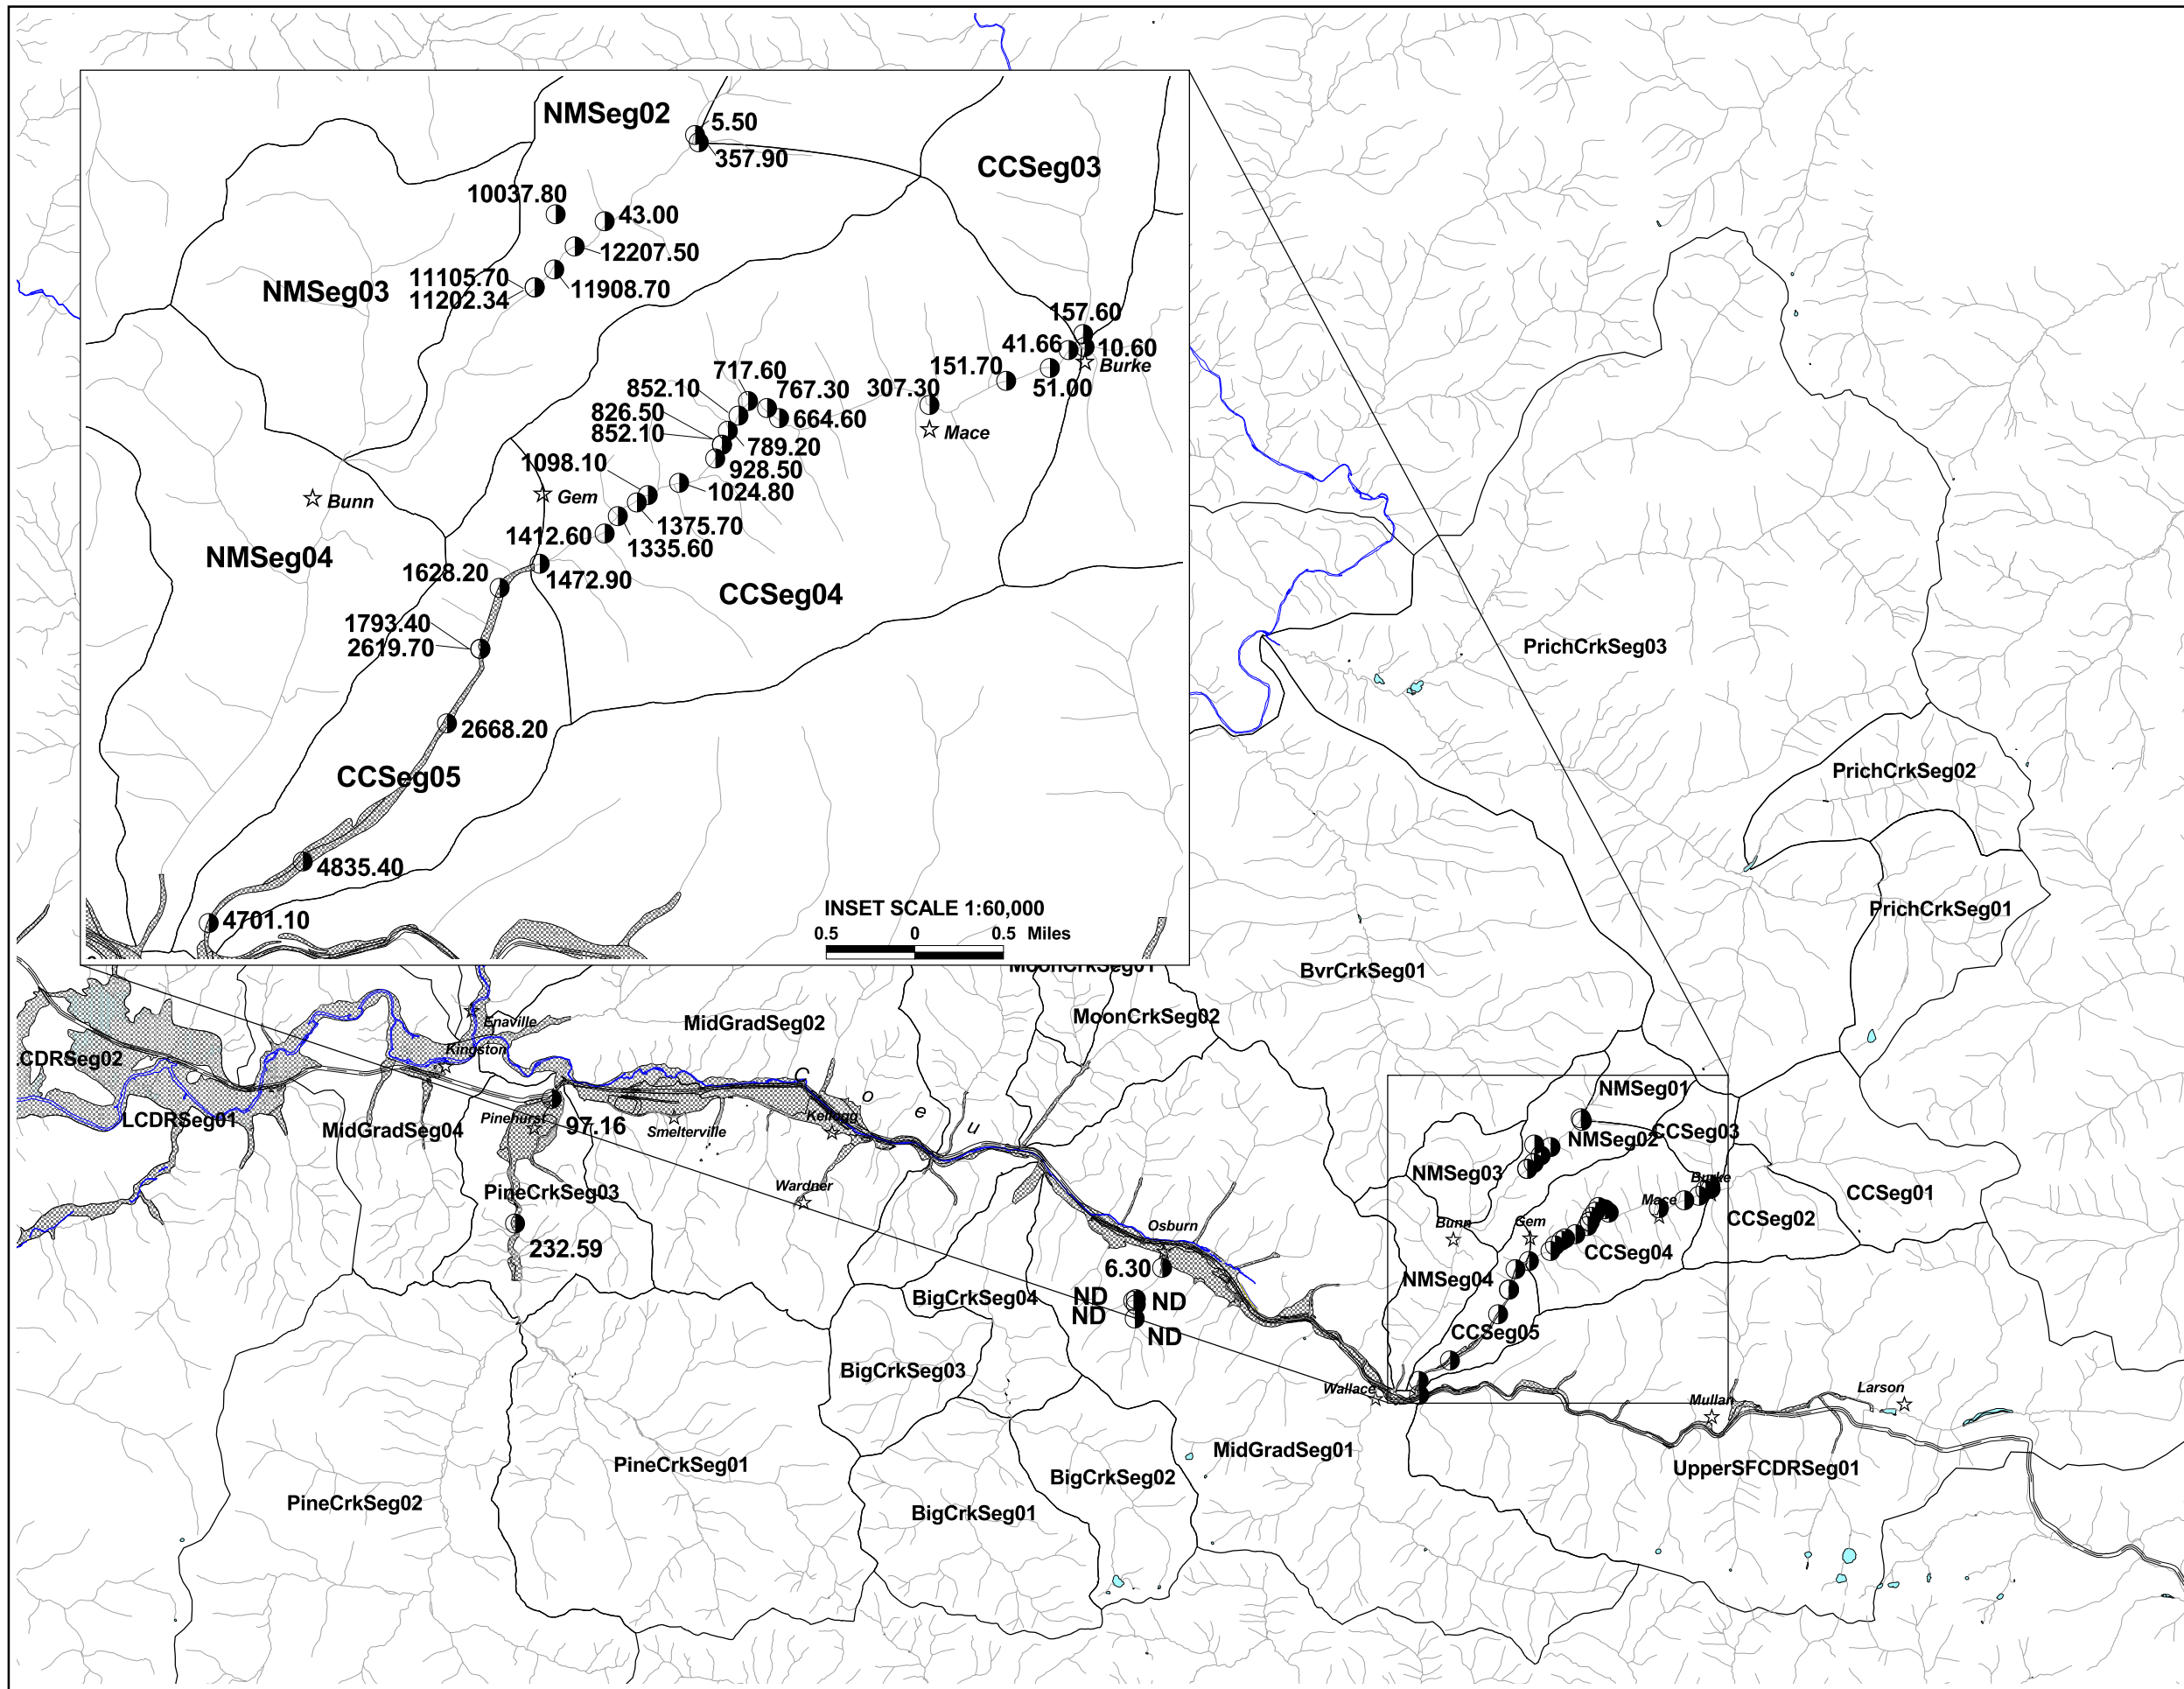 NMSeg02
5.50
357.90
CCSeg03
10037.80
43.00
12207.50
NMSeg03
11105.70
11202.34
11908.70
157.60
41.66
10.60
Burke
151.70
51.00
307.30
Mace
717.60
852.10
767.30
826.50
664.60
852.10
789.20
928.50
1098.10
1024.80
Bunn
Gem
1375.70
1412.60
1335.60
NMSeg04
1628.20
1472.90
CCSeg04
1793.40
2619.70
2668.20
CCSeg05
4835.40
4701.10
INSET SCALE 1:60,000
0.5 0 0.5 Miles
PrichCrkSeg03
PrichCrkSeg02
PrichCrkSeg01
BvrCrkSeg01
MoonCrkSeg01
MoonCrkSeg02
MidGradSeg02
Enaville
Kingston
CDRSeg02
LCDRSeg01
MidGradSeg04
Pinehurst
97.16
Smelterville
Kellogg
C o e u
Wardner
PineCrkSeg03
232.59
Osburn
6.30
ND ND
ND
ND
BigCrkSeg04
BigCrkSeg03
BigCrkSeg02
BigCrkSeg01
PineCrkSeg01
PineCrkSeg02
MidGradSeg01
NMSeg01
NMSeg02
CCSeg03
NMSeg03
Burke
Mace
CCSeg01
CCSeg02
Bunn
Gem
CCSeg04
NMSeg04
CCSeg05
Wallace
Mullan
Larson
UpperSFCDRSeg01